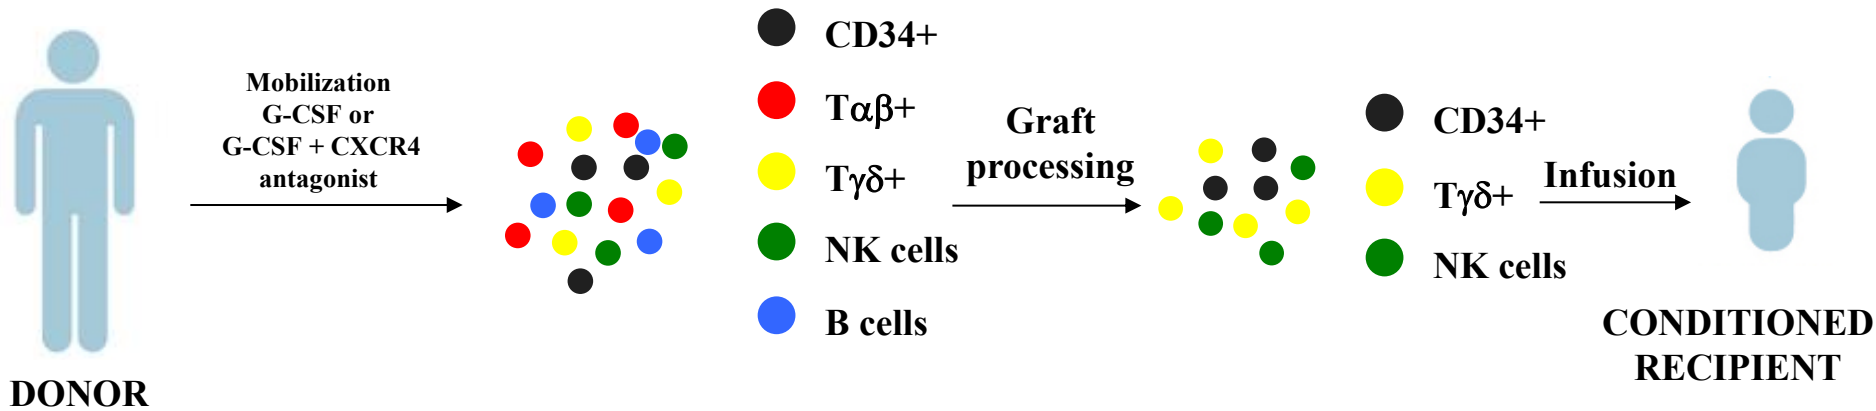 DONOR
Mobilization
G-CSF or
G-CSF + CXCR4
antagonist
CD34+
Tαβ+
Tγδ+
NK cells
B cells
Graft
processing
CD34+
Tγδ+
NK cells
Infusion
CONDITIONED
RECIPIENT